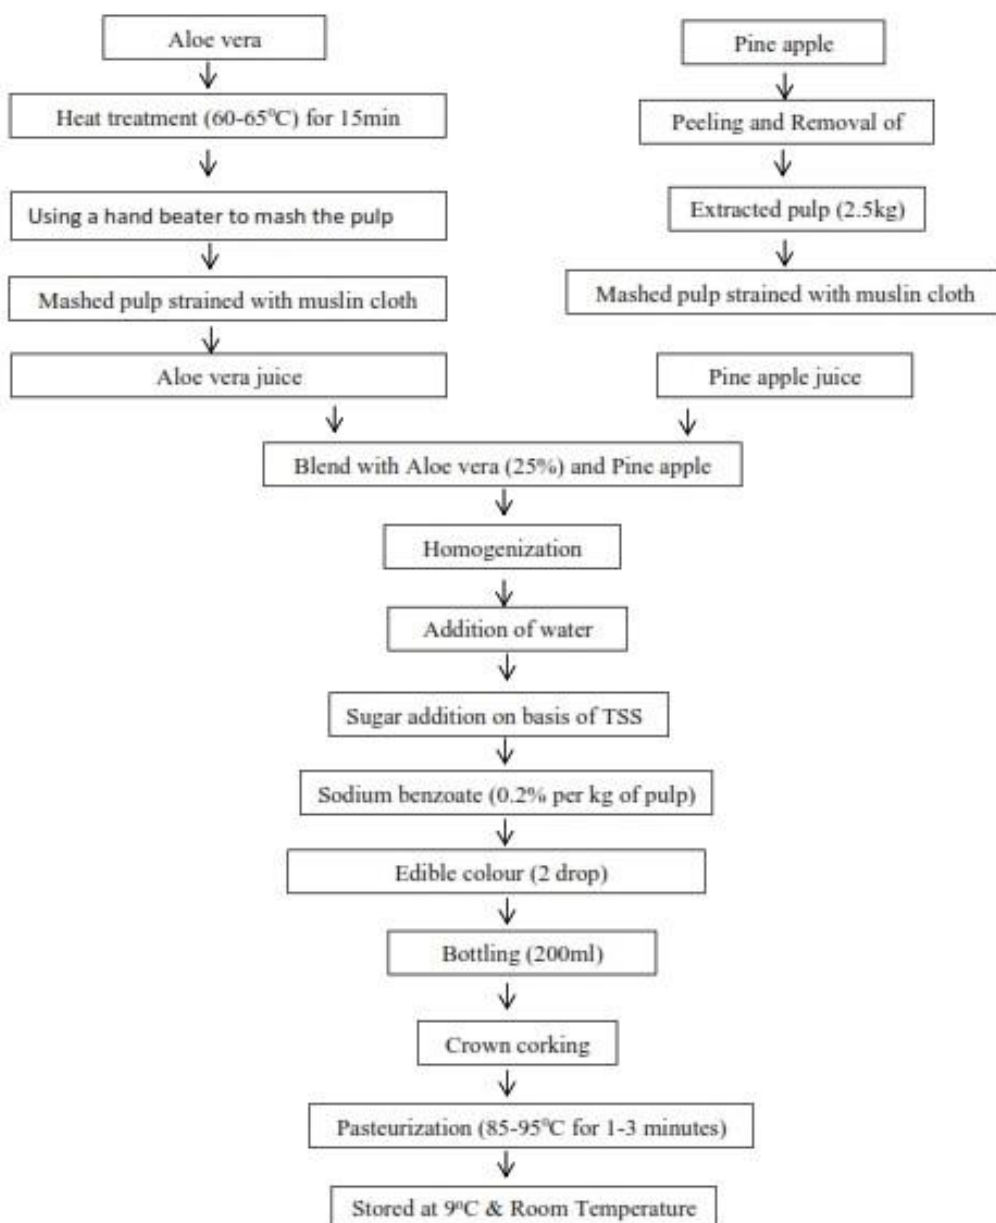 Aloe vera
Heat treatment (60-65⁰C) for 15min
Using a hand beater to mash the pulp
Mashed pulp strained with muslin cloth
Aloe vera juice
Pine apple
Peeling and Removal of
Extracted pulp (2.5kg)
Mashed pulp strained with muslin cloth
Pine apple juice
Blend with Aloe vera (25%) and Pine apple
Homogenization
Addition of water
Sugar addition on basis of TSS
Sodium benzoate (0.2% per kg of pulp)
Edible colour (2 drop)
Bottling (200ml)
Crown corking
Pasteurization (85-95⁰C for 1-3 minutes)
Stored at 9⁰C & Room Temperature